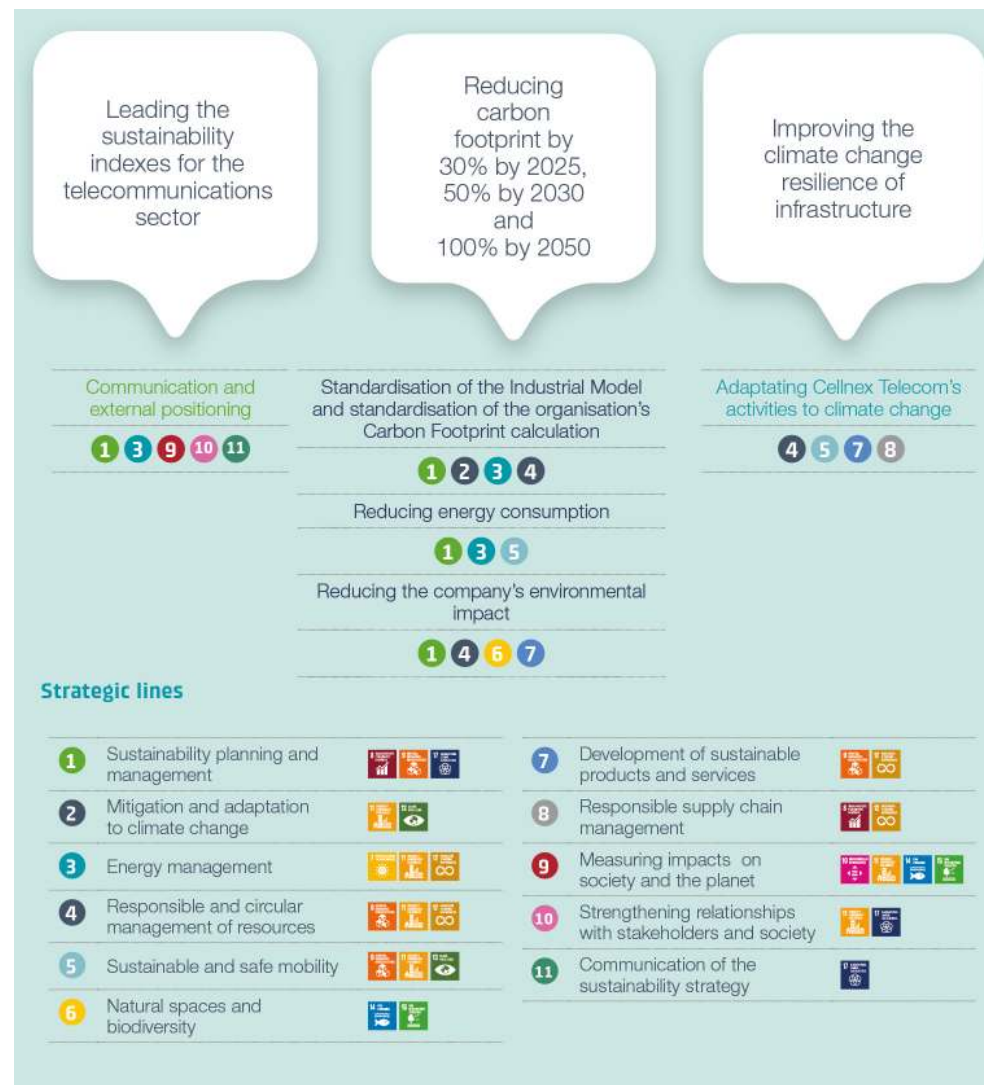 Leading the
sustainability
indexes for the
telecommunications
sector
Reducing
carbon
footprint by
30% by 2025,
50% by 2030
and
100% by 2050
Improving the
climate change
resilience of
infrastructure
Communication and
external positioning
1 3 9 10 11
Standardisation of the Industrial Model
and standardisation of the organisation's
Carbon Footprint calculation
1 2 3 4
Reducing energy consumption
1 3 5
Reducing the company's environmental
impact
1 4 6 7
Adaptating Cellnex Telecom's
activities to climate change
4 5 7 8
Strategic lines
1 Sustainability planning and
management
2 Mitigation and adaptation
to climate change
3 Energy management
4 Responsible and circular
management of resources
5 Sustainable and safe mobility
6 Natural spaces and
biodiversity
7 Development of sustainable
products and services
8 Responsible supply chain
management
9 Measuring impacts on
society and the planet
10 Strengthening relationships
with stakeholders and society
11 Communication of the
sustainability strategy